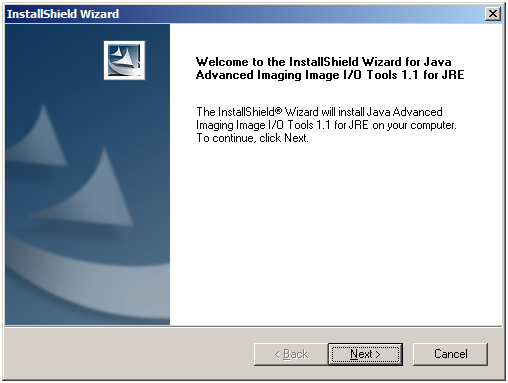 InstallShield Wizard
Welcome to the InstallShield Wizard for Java
Advanced Imaging Image I/O Tools 1.1 for JRE
The InstallShield® Wizard will install Java Advanced
Imaging Image I/O Tools 1.1 for JRE on your computer.
To continue, click Next.
< Back
Next >
Cancel